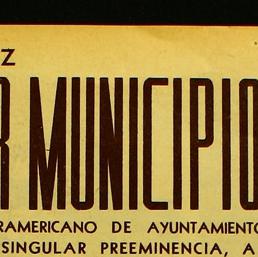 Z
R MUNICIPIO
RAMERICANO DE AYUNTAMIENTO
SINGULAR PREEMINENCIA, A